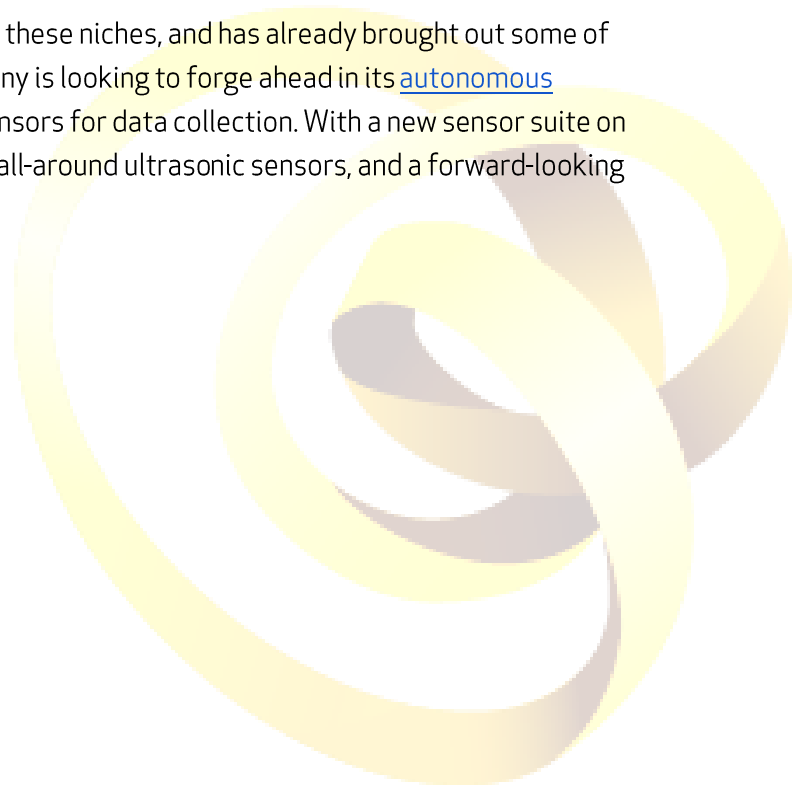 these niches, and has already brought out some of
ny is looking to forge ahead in its autonomous
nsors for data collection. With a new sensor suite on
all-around ultrasonic sensors, and a forward-looking